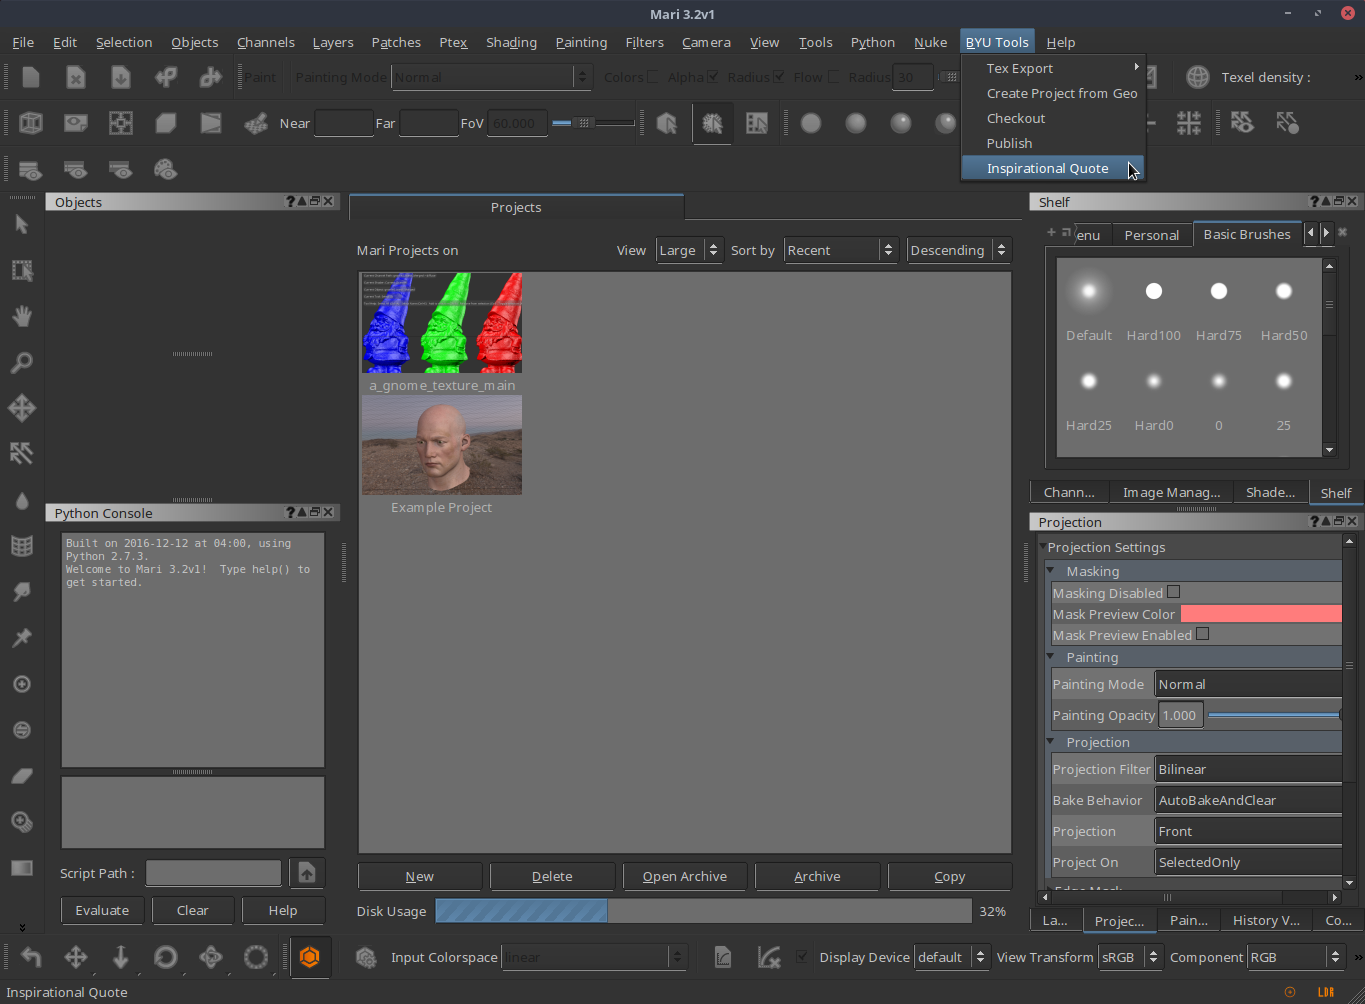 Mari 3.2v1
File Edit Selection Objects Channels Layers Patches Ptex Shading Painting Filters Camera View Tools Python Nuke BYU Tools Help
Paint Painting Mode Normal Colors Alpha Radius Flow Radius 30 Texel density :
Tex Export
Create Project from Geo
Checkout
Publish
Inspirational Quote
Near Far FoV 60.000
Objects
Projects
Mari Projects on View Large Sort by Recent Descending
a_gnome_texture_main
Example Project
New Delete Open Archive Archive Copy
Disk Usage 32%
Python Console
Built on 2016-12-12 at 04:00, using
Python 2.7.3.
Welcome to Mari 3.2v1!  Type help() to
get started.
Script Path :
Evaluate Clear Help
Shelf
enu Personal Basic Brushes
Default Hard100 Hard75 Hard50
Hard25 Hard0 0 25
Chann... Image Manag... Shade... Shelf
Projection
Projection Settings
Masking
Masking Disabled
Mask Preview Color
Mask Preview Enabled
Painting
Painting Mode Normal
Painting Opacity 1.000
Projection
Projection Filter Bilinear
Bake Behavior AutoBakeAndClear
Projection Front
Project On SelectedOnly
La... Projec... Pain... History V... Co...
Input Colorspace linear Display Device default View Transform sRGB Component RGB
Inspirational Quote LDR